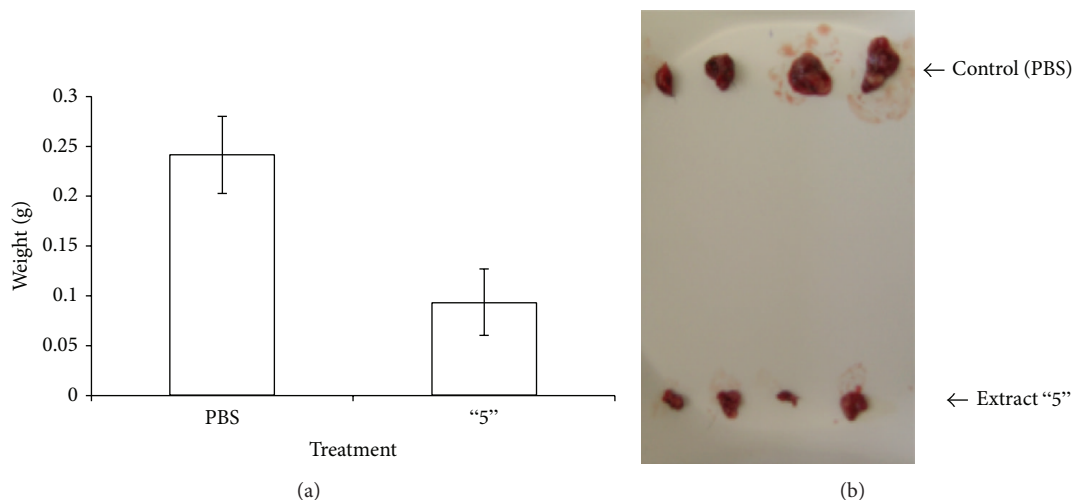 0.3
0.25
0.2
0.15
0.1
0.05
0
Weight (g)
PBS
“5”
Treatment
(a)
← Control (PBS)
← Extract “5”
(b)